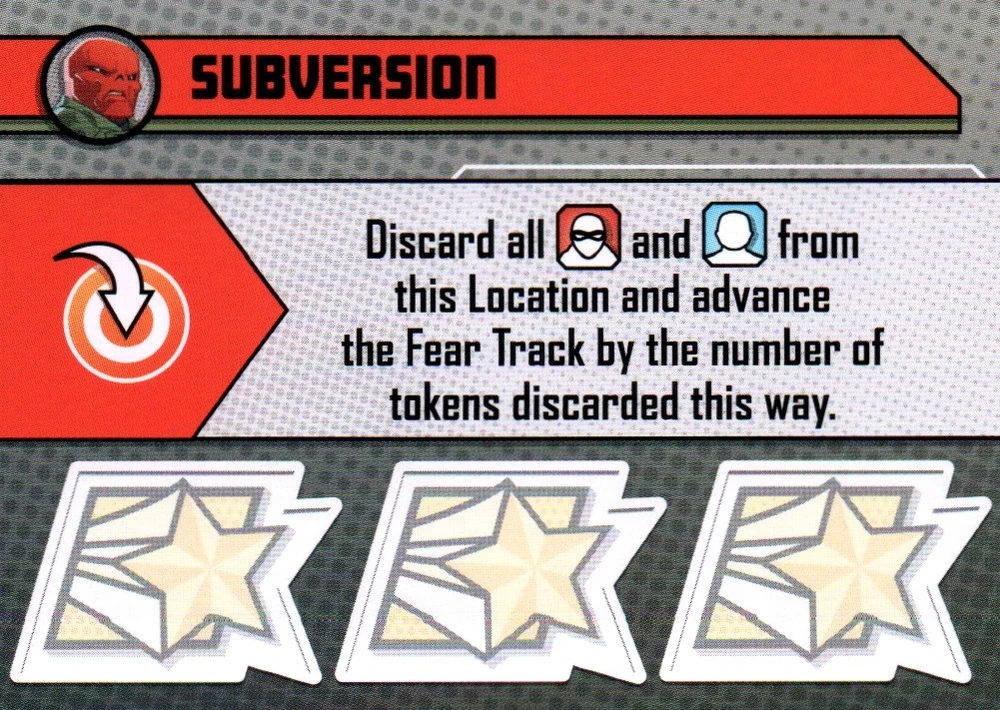 SUBVERSION
Discard all and from
this Location and advance
the Fear Track by the number of
tokens discarded this way.